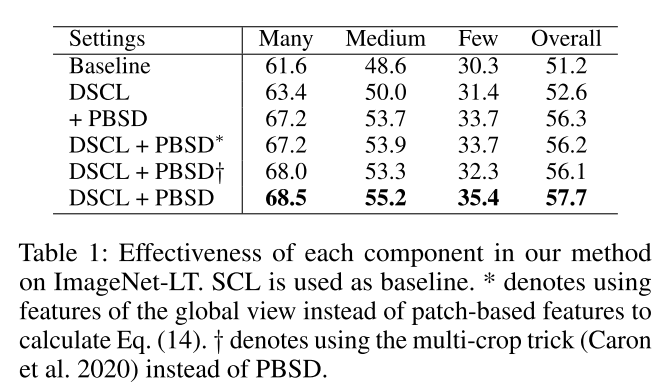 Settings Many Medium Few Overall
Baseline 61.6 48.6 30.3 51.2
DSCL 63.4 50.0 31.4 52.6
+ PBSD 67.2 53.7 33.7 56.3
DSCL + PBSD* 67.2 53.9 33.7 56.2
DSCL + PBSD† 68.0 53.3 32.3 56.1
DSCL + PBSD 68.5 55.2 35.4 57.7
Table 1: Effectiveness of each component in our method
on ImageNet-LT. SCL is used as baseline. * denotes using
features of the global view instead of patch-based features to
calculate Eq. (14). † denotes using the multi-crop trick (Caron
et al. 2020) instead of PBSD.